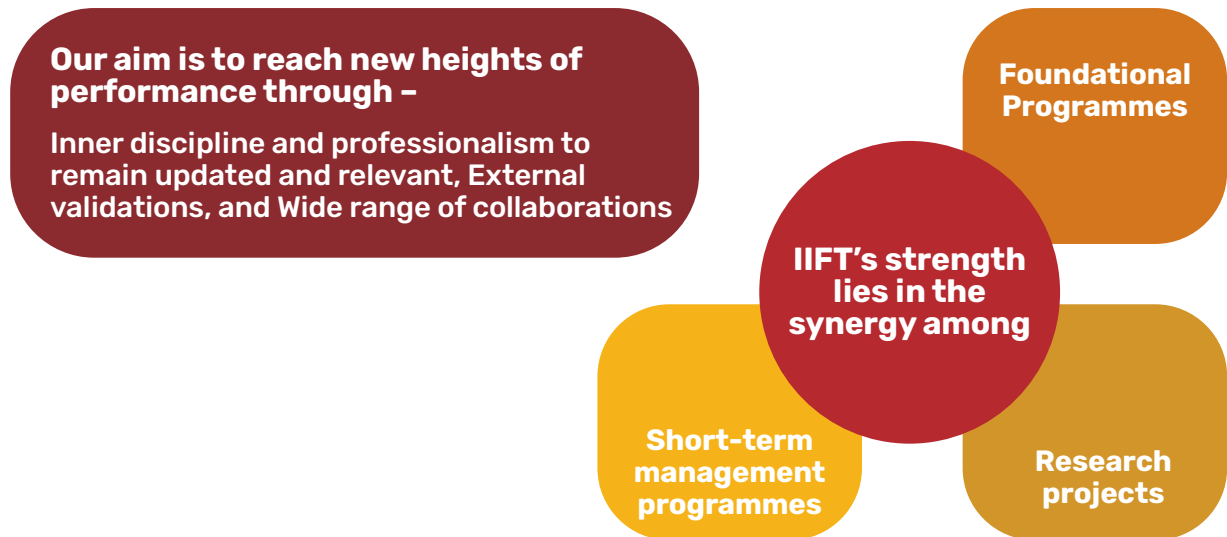 Our aim is to reach new heights of
performance through –
Inner discipline and professionalism to
remain updated and relevant, External
validations, and Wide range of collaborations
Foundational
Programmes
IIFT's strength
lies in the
synergy among
Short-term
management
programmes
Research
projects